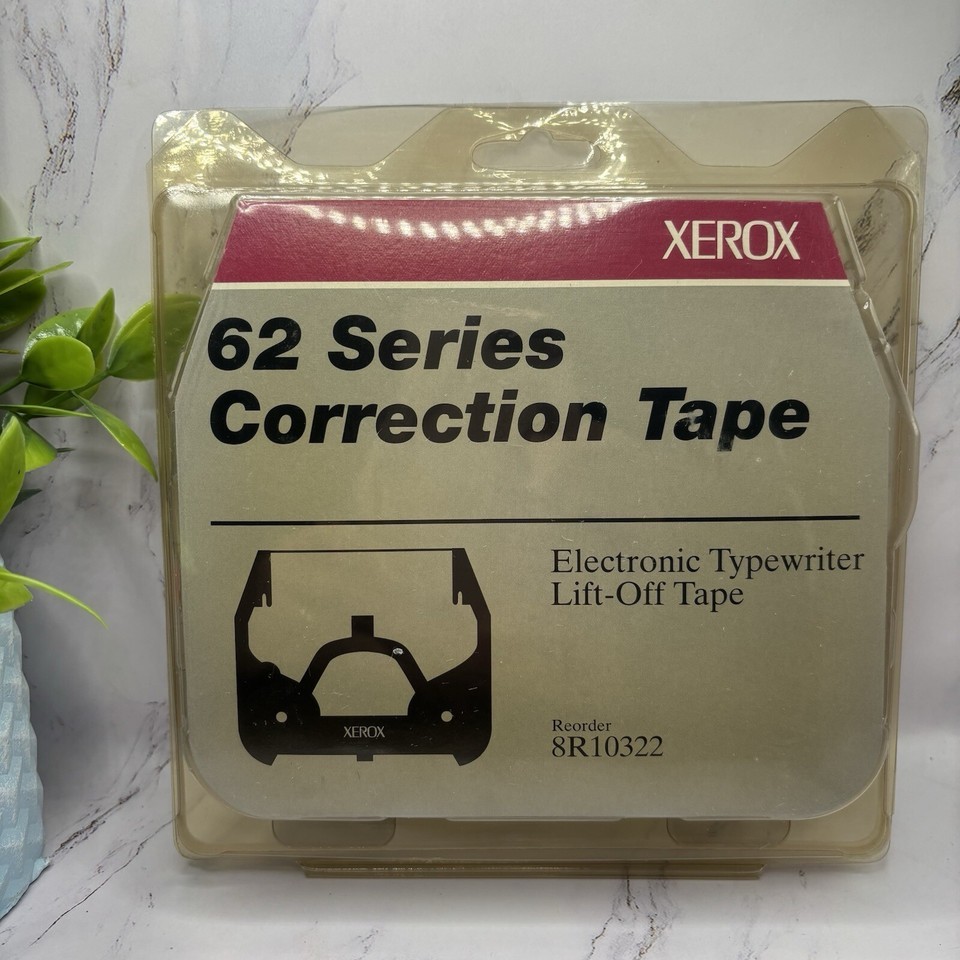 XEROX
62 Series
Correction Tape
Electronic Typewriter
Lift-Off Tape
XEROX
Reorder
8R10322